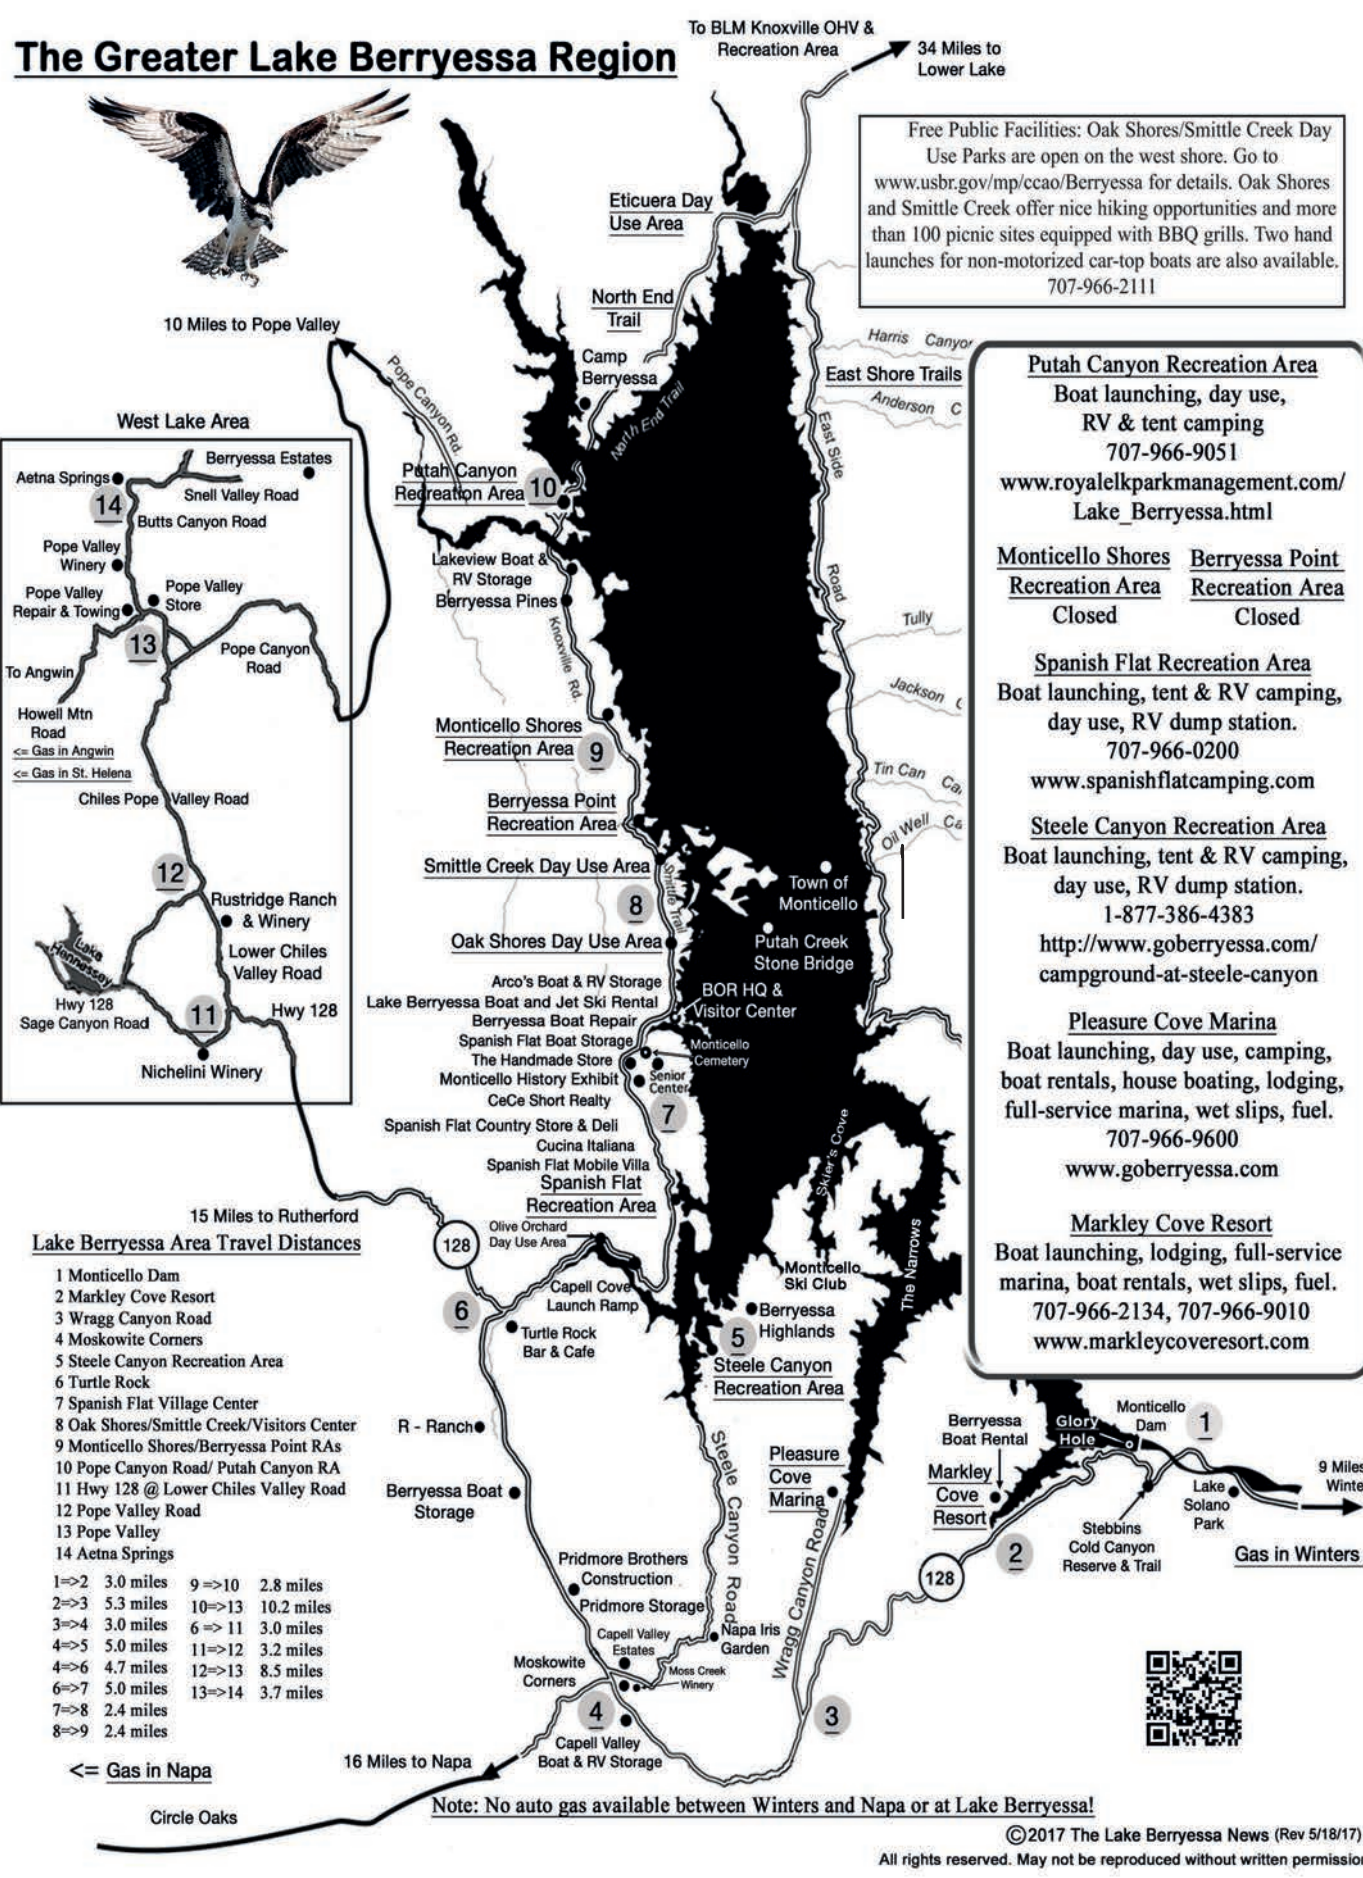 The Greater Lake Berryessa Region
To BLM Knoxville OHV &
Recreation Area
34 Miles to
Lower Lake
Free Public Facilities: Oak Shores/Smittle Creek Day
Use Parks are open on the west shore. Go to
www.usbr.gov/mp/ccao/Berryessa for details. Oak Shores
and Smittle Creek offer nice hiking opportunities and more
than 100 picnic sites equipped with BBQ grills. Two hand
launches for non-motorized car-top boats are also available.
707-966-2111
Eticuera Day
Use Area
North End
Trail
Camp
Berryessa
North End Trail
10 Miles to Pope Valley
Pope Canyon Rd.
Putah Canyon
Recreation Area
10
Lakeview Boat &
RV Storage
Berryessa Pines
Knoxville Rd.
Monticello Shores
Recreation Area
9
Berryessa Point
Recreation Area
Smittle Creek Day Use Area
Smittle Trail
8
Oak Shores Day Use Area
Arco's Boat & RV Storage
Lake Berryessa Boat and Jet Ski Rental
Berryessa Boat Repair
Spanish Flat Boat Storage
The Handmade Store
Monticello History Exhibit
CeCe Short Realty
Spanish Flat Country Store & Deli
Cucina Italiana
Spanish Flat Mobile Villa
Spanish Flat
Recreation Area
BOR HQ &
Visitor Center
Monticello
Cemetery
Senior
Center
7
Town of
Monticello
Putah Creek
Stone Bridge
Harris Canyon
East Shore Trails
Anderson C
East Side
Road
Tully
Jackson C
Tin Can Ca
Oil Well Ca
West Lake Area
Aetna Springs
14
Berryessa Estates
Snell Valley Road
Butts Canyon Road
Pope Valley
Winery
Pope Valley
Repair & Towing
Pope Valley
Store
13
Pope Canyon
Road
To Angwin
Howell Mtn
Road
<= Gas in Angwin
<= Gas in St. Helena
Chiles Pope Valley Road
12
Rustridge Ranch
& Winery
Lower Chiles
Valley Road
Lake
Hennessey
Hwy 128
Sage Canyon Road
11
Hwy 128
Nichelini Winery
Putah Canyon Recreation Area
Boat launching, day use,
RV & tent camping
707-966-9051
www.royalelkparkmanagement.com/
Lake_Berryessa.html
Monticello Shores
Recreation Area
Closed
Berryessa Point
Recreation Area
Closed
Spanish Flat Recreation Area
Boat launching, tent & RV camping,
day use, RV dump station.
707-966-0200
www.spanishflatcamping.com
Steele Canyon Recreation Area
Boat launching, tent & RV camping,
day use, RV dump station.
1-877-386-4383
http://www.goberryessa.com/
campground-at-steele-canyon
Pleasure Cove Marina
Boat launching, day use, camping,
boat rentals, house boating, lodging,
full-service marina, wet slips, fuel.
707-966-9600
www.goberryessa.com
Markley Cove Resort
Boat launching, lodging, full-service
marina, boat rentals, wet slips, fuel.
707-966-2134, 707-966-9010
www.markleycoveresort.com
15 Miles to Rutherford
128
Olive Orchard
Day Use Area
Capell Cove
Launch Ramp
6
Turtle Rock
Bar & Cafe
Skier's Cove
The Narrows
Monticello
Ski Club
Berryessa
Highlands
5
Steele Canyon
Recreation Area
R - Ranch
Berryessa Boat
Storage
Steele Canyon Road
Pleasure
Cove
Marina
Wragg Canyon Road
Pridmore Brothers
Construction
Pridmore Storage
Capell Valley
Estates
Napa Iris
Garden
Moskowite
Corners
Moss Creek
Winery
4
Capell Valley
Boat & RV Storage
3
16 Miles to Napa
Berryessa
Boat Rental
Markley
Cove
Resort
2
128
Glory
Hole
Monticello
Dam
1
9 Miles
Winte
Lake
Solano
Park
Stebbins
Cold Canyon
Reserve & Trail
Gas in Winters
Lake Berryessa Area Travel Distances
1 Monticello Dam
2 Markley Cove Resort
3 Wragg Canyon Road
4 Moskowite Corners
5 Steele Canyon Recreation Area
6 Turtle Rock
7 Spanish Flat Village Center
8 Oak Shores/Smittle Creek/Visitors Center
9 Monticello Shores/Berryessa Point RAs
10 Pope Canyon Road/ Putah Canyon RA
11 Hwy 128 @ Lower Chiles Valley Road
12 Pope Valley Road
13 Pope Valley
14 Aetna Springs
1=>2 3.0 miles
2=>3 5.3 miles
3=>4 3.0 miles
4=>5 5.0 miles
4=>6 4.7 miles
6=>7 5.0 miles
7=>8 2.4 miles
8=>9 2.4 miles
9 =>10 2.8 miles
10=>13 10.2 miles
6 => 11 3.0 miles
11=>12 3.2 miles
12=>13 8.5 miles
13=>14 3.7 miles
<= Gas in Napa
Circle Oaks
Note: No auto gas available between Winters and Napa or at Lake Berryessa!
©2017 The Lake Berryessa News (Rev 5/18/17)
All rights reserved. May not be reproduced without written permission